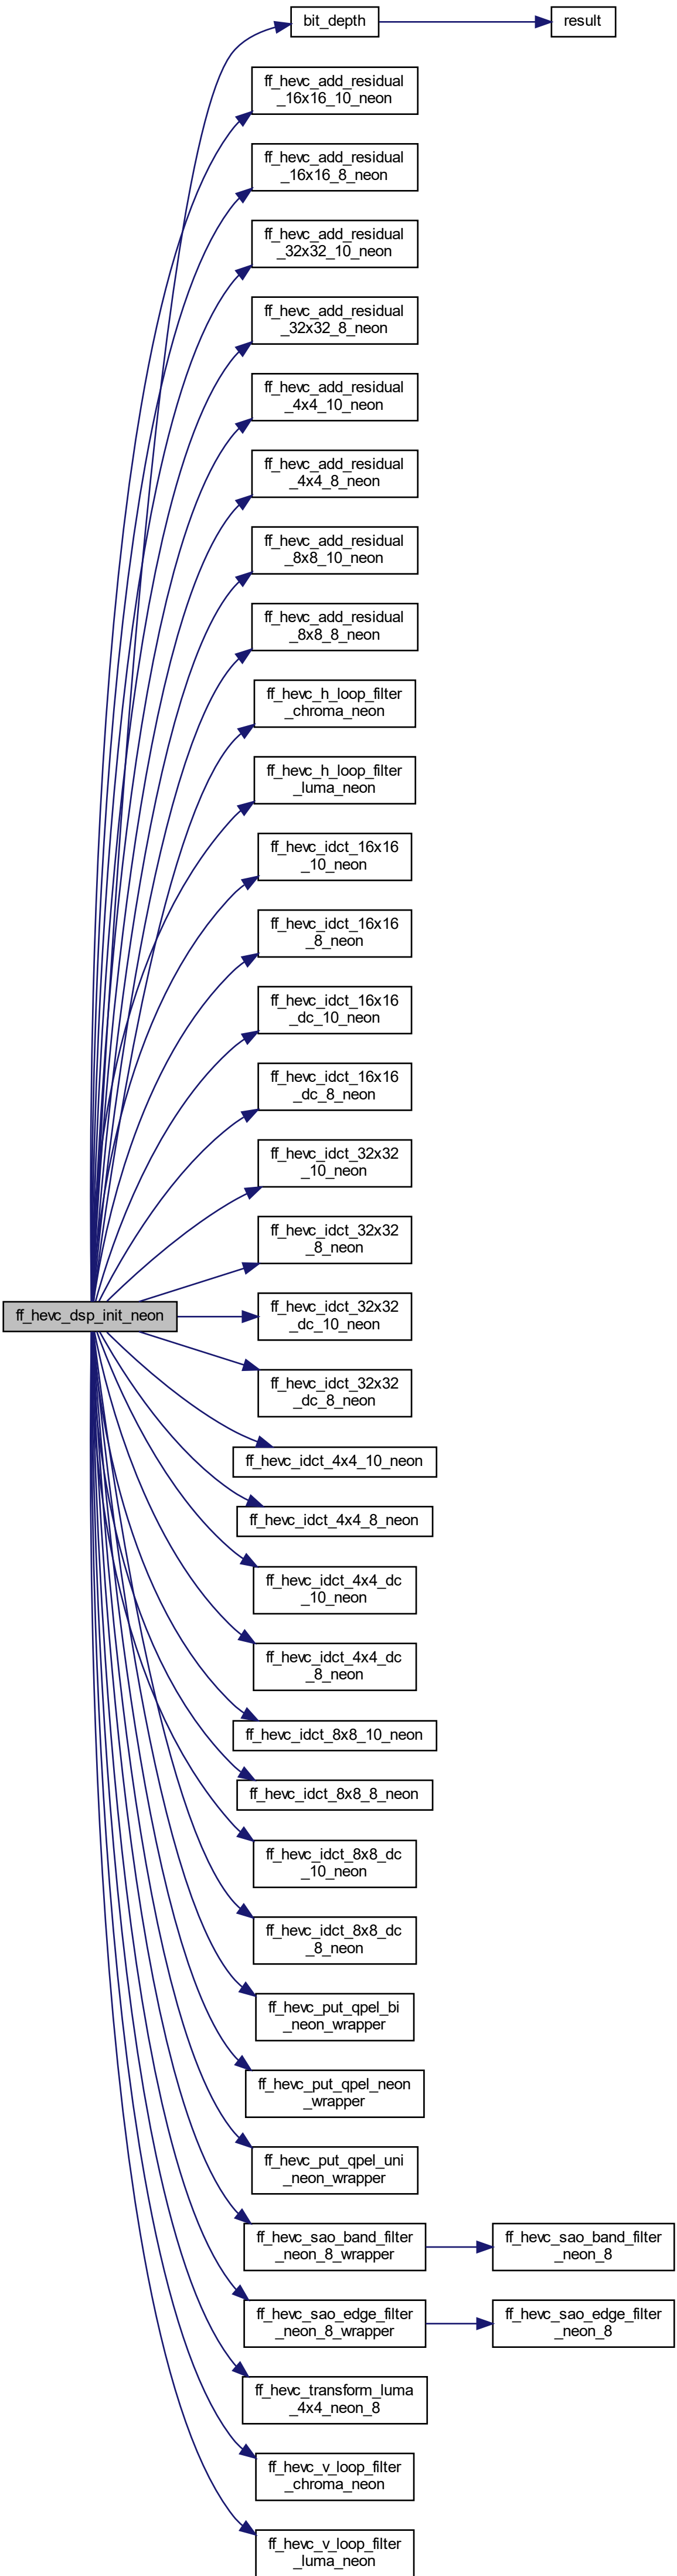 bit_depth
result
ff_hevc_add_residual
_16x16_10_neon
ff_hevc_add_residual
_16x16_8_neon
ff_hevc_add_residual
_32x32_10_neon
ff_hevc_add_residual
_32x32_8_neon
ff_hevc_add_residual
_4x4_10_neon
ff_hevc_add_residual
_4x4_8_neon
ff_hevc_add_residual
_8x8_10_neon
ff_hevc_add_residual
_8x8_8_neon
ff_hevc_h_loop_filter
_chroma_neon
ff_hevc_h_loop_filter
_luma_neon
ff_hevc_idct_16x16
_10_neon
ff_hevc_idct_16x16
_8_neon
ff_hevc_idct_16x16
_dc_10_neon
ff_hevc_idct_16x16
_dc_8_neon
ff_hevc_idct_32x32
_10_neon
ff_hevc_idct_32x32
_8_neon
ff_hevc_dsp_init_neon
ff_hevc_idct_32x32
_dc_10_neon
ff_hevc_idct_32x32
_dc_8_neon
ff_hevc_idct_4x4_10_neon
ff_hevc_idct_4x4_8_neon
ff_hevc_idct_4x4_dc
_10_neon
ff_hevc_idct_4x4_dc
_8_neon
ff_hevc_idct_8x8_10_neon
ff_hevc_idct_8x8_8_neon
ff_hevc_idct_8x8_dc
_10_neon
ff_hevc_idct_8x8_dc
_8_neon
ff_hevc_put_qpel_bi
_neon_wrapper
ff_hevc_put_qpel_neon
_wrapper
ff_hevc_put_qpel_uni
_neon_wrapper
ff_hevc_sao_band_filter
_neon_8_wrapper
ff_hevc_sao_band_filter
_neon_8
ff_hevc_sao_edge_filter
_neon_8_wrapper
ff_hevc_sao_edge_filter
_neon_8
ff_hevc_transform_luma
_4x4_neon_8
ff_hevc_v_loop_filter
_chroma_neon
ff_hevc_v_loop_filter
_luma_neon